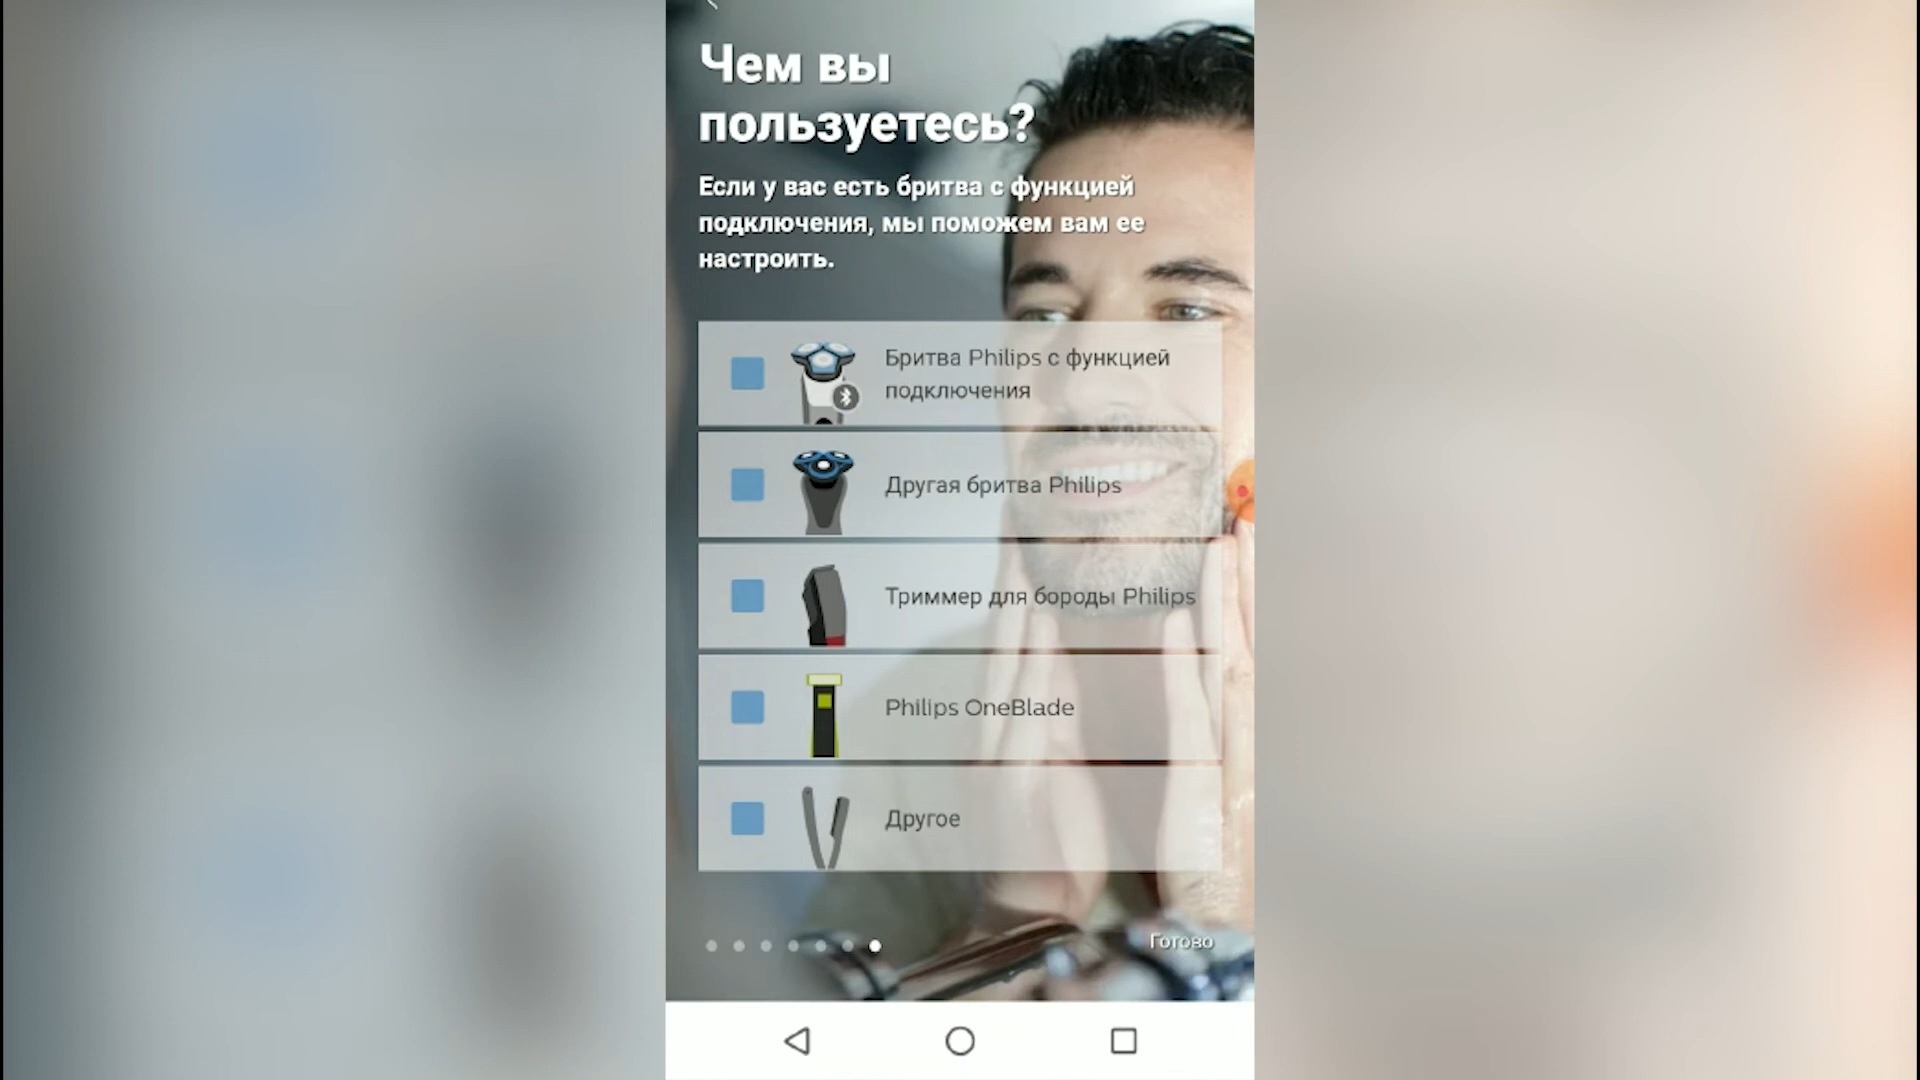 Чем вы
пользуетесь?
Если у вас есть бритва с функцией
подключения, мы поможем вам ее
настроить.
Бритва Philips с функцией
подключения
Другая бритва Philips
Триммер для бороды Philips
Philips OneBlade
Другое
Готово